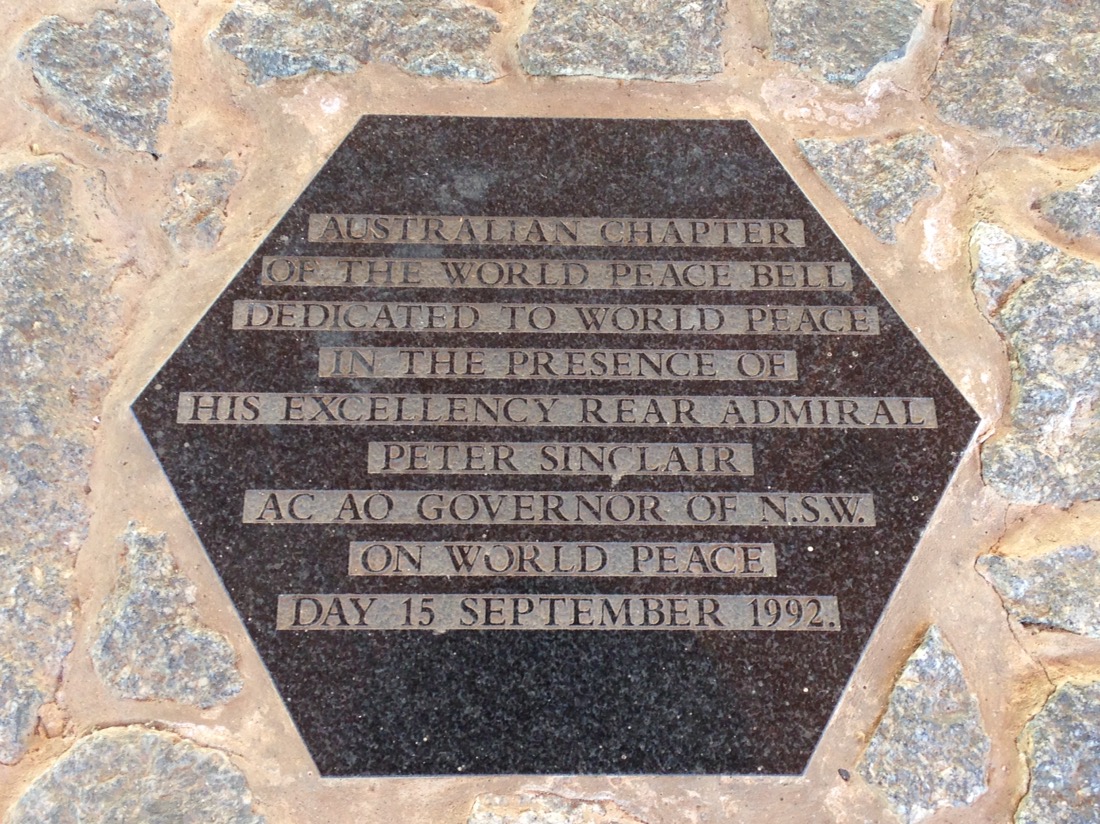 AUSTRALIAN CHAPTER
OF THE WORLD PEACE BELL
DEDICATED TO WORLD PEACE
IN THE PRESENCE OF
HIS EXCELLENCY REAR ADMIRAL
PETER SINCLAIR
AC AO GOVERNOR OF N.S.W.
ON WORLD PEACE
DAY 15 SEPTEMBER 1992.